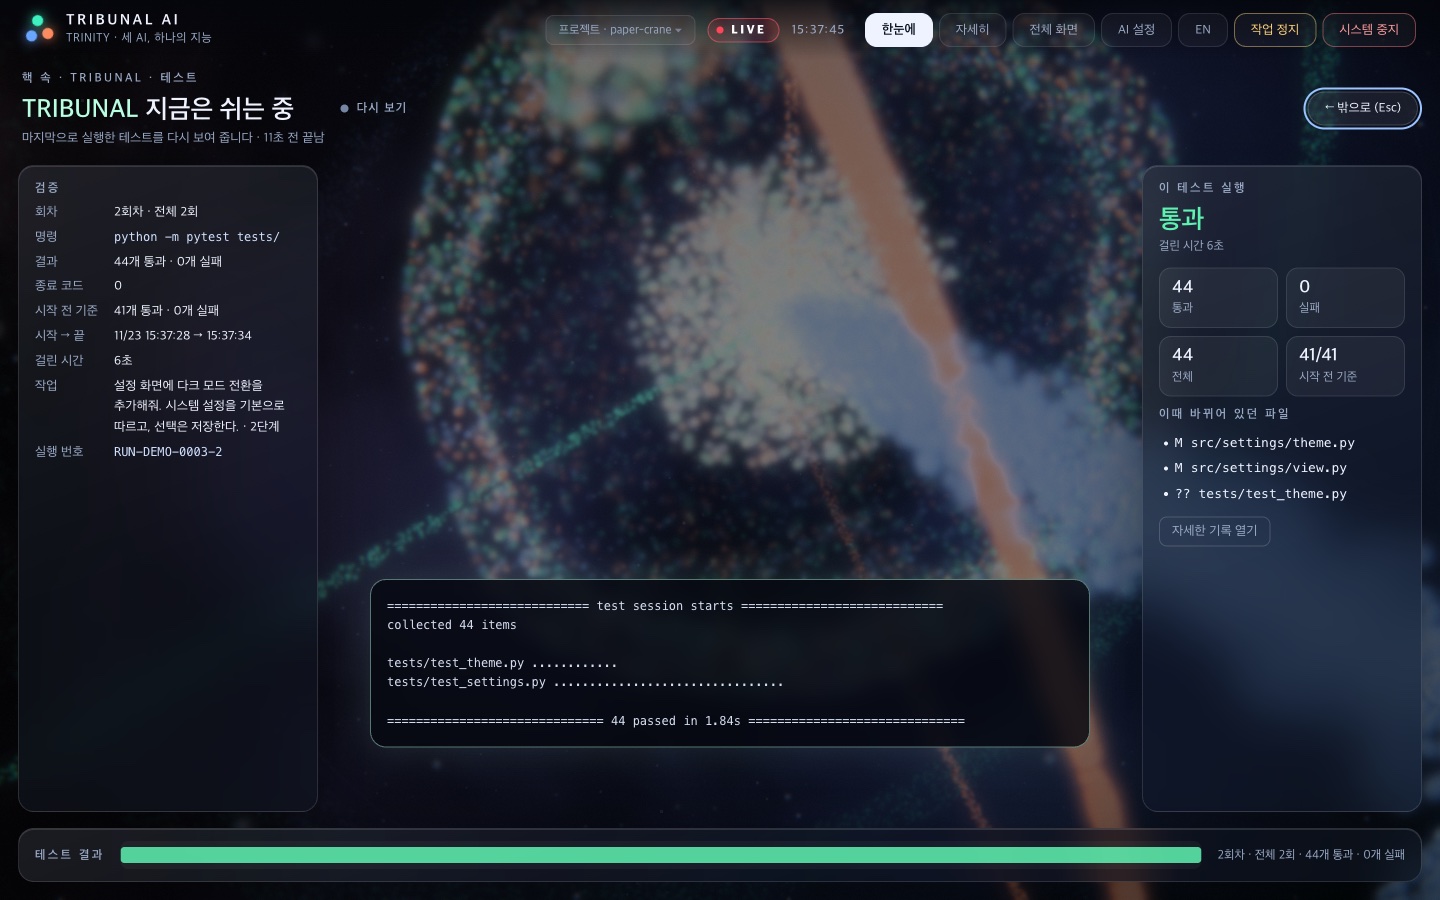 TRIBUNAL AI
TRINITY · 세 AI, 하나의 지능
프로젝트 · paper-crane
LIVE
15:37:45
한눈에
자세히
전체 화면
AI 설정
EN
작업 정지
시스템 중지
핵 속 · TRIBUNAL · 테스트
TRIBUNAL 지금은 쉬는 중
다시 보기
← 밖으로 (Esc)
마지막으로 실행한 테스트를 다시 보여 줍니다 · 11초 전 끝남
검증
회차 2회차 · 전체 2회
명령 python -m pytest tests/
결과 44개 통과 · 0개 실패
종료 코드 0
시작 전 기준 41개 통과 · 0개 실패
시작 → 끝 11/23 15:37:28 → 15:37:34
걸린 시간 6초
작업 설정 화면에 다크 모드 전환을
추가해줘. 시스템 설정을 기본으로
따르고, 선택은 저장한다. · 2단계
실행 번호 RUN-DEMO-0003-2
이 테스트 실행
통과
걸린 시간 6초
44
통과
0
실패
44
전체
41/41
시작 전 기준
이때 바뀌어 있던 파일
• M src/settings/theme.py
• M src/settings/view.py
• ?? tests/test_theme.py
자세한 기록 열기
============================ test session starts ============================
collected 44 items
tests/test_theme.py ............
tests/test_settings.py ................................
============================== 44 passed in 1.84s ==============================
테스트 결과
2회차 · 전체 2회 · 44개 통과 · 0개 실패